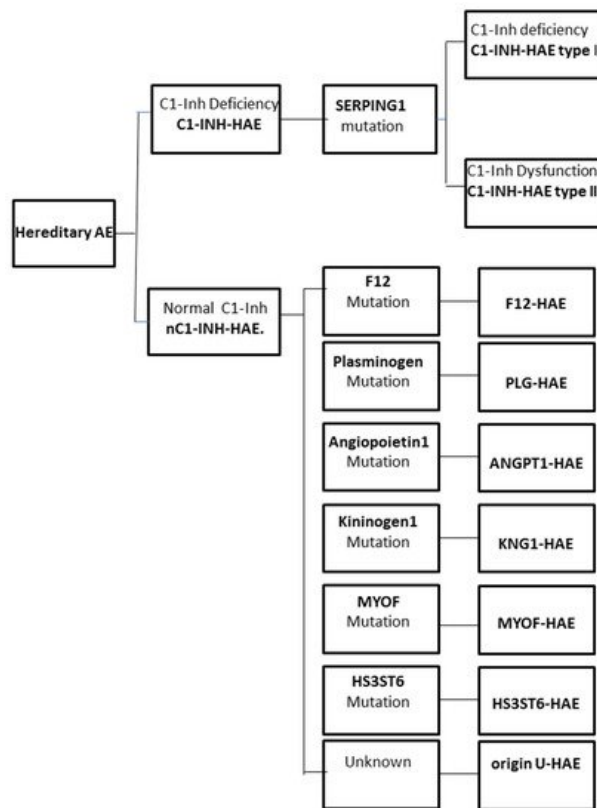 C1-Inh deficiency
C1-INH-HAE type I
C1-Inh Deficiency
C1-INH-HAE
SERPING1
mutation
C1-Inh Dysfunction
C1-INH-HAE type II
Hereditary AE
Normal C1-Inh
nC1-INH-HAE.
F12
Mutation
F12-HAE
Plasminogen
Mutation
PLG-HAE
Angiopoietin1
Mutation
ANGPT1-HAE
Kininogen1
Mutation
KNG1-HAE
MYOF
Mutation
MYOF-HAE
HS3ST6
Mutation
HS3ST6-HAE
Unknown
origin U-HAE